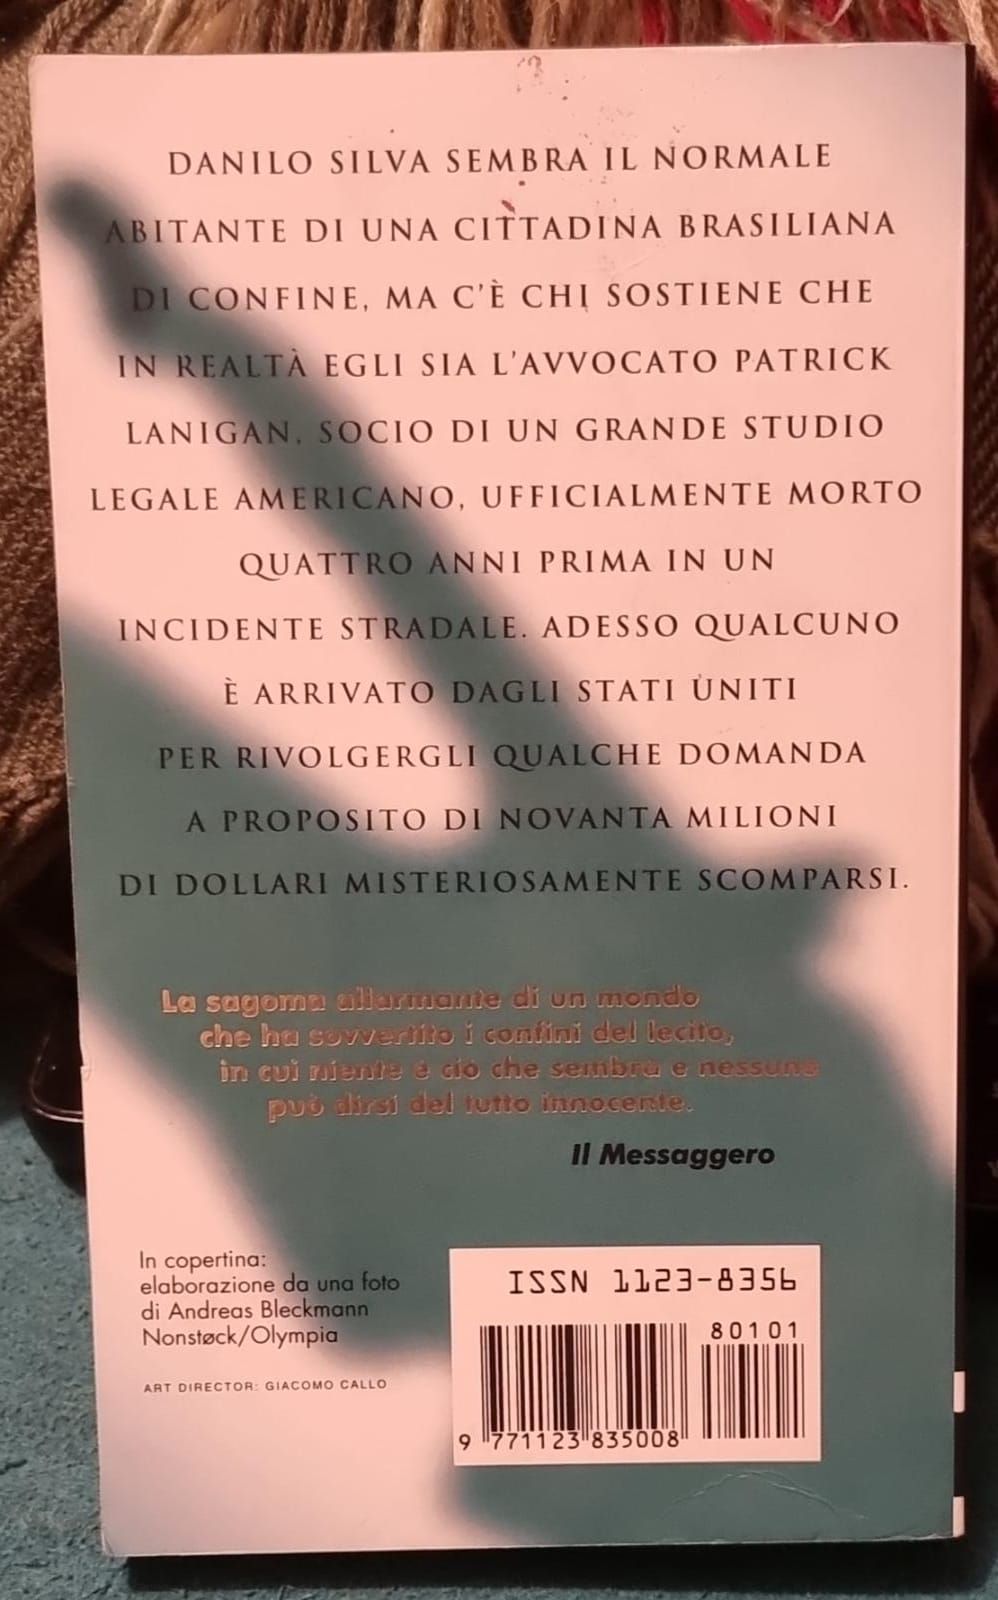 DANILO SILVA SEMBRA IL NORMALE
ABITANTE DI UNA CITTADINA BRASILIANA
DI CONFINE, MA C'È CHI SOSTIENE CHE
IN REALTÀ EGLI SIA L'AVVOCATO PATRICK
LANIGAN, SOCIO DI UN GRANDE STUDIO
LEGALE AMERICANO, UFFICIALMENTE MORTO
QUATTRO ANNI PRIMA IN UN
INCIDENTE STRADALE. ADESSO QUALCUNO
È ARRIVATO DAGLI STATI UNITI
PER RIVOLGERGLI QUALCHE DOMANDA
A PROPOSITO DI NOVANTA MILIONI
DI DOLLARI MISTERIOSAMENTE SCOMPARSI.
La sagoma allarmante di un mondo
che ha sovvertito i confini del lecito,
in cui niente è ciò che sembra e nessuno
può dirsi del tutto innocente.
Il Messaggero
In copertina:
elaborazione da una foto
di Andreas Bleckmann
Nonstøck/Olympia
ART DIRECTOR: GIACOMO CALLO
ISSN 1123-8356
80101
9 771123 835008